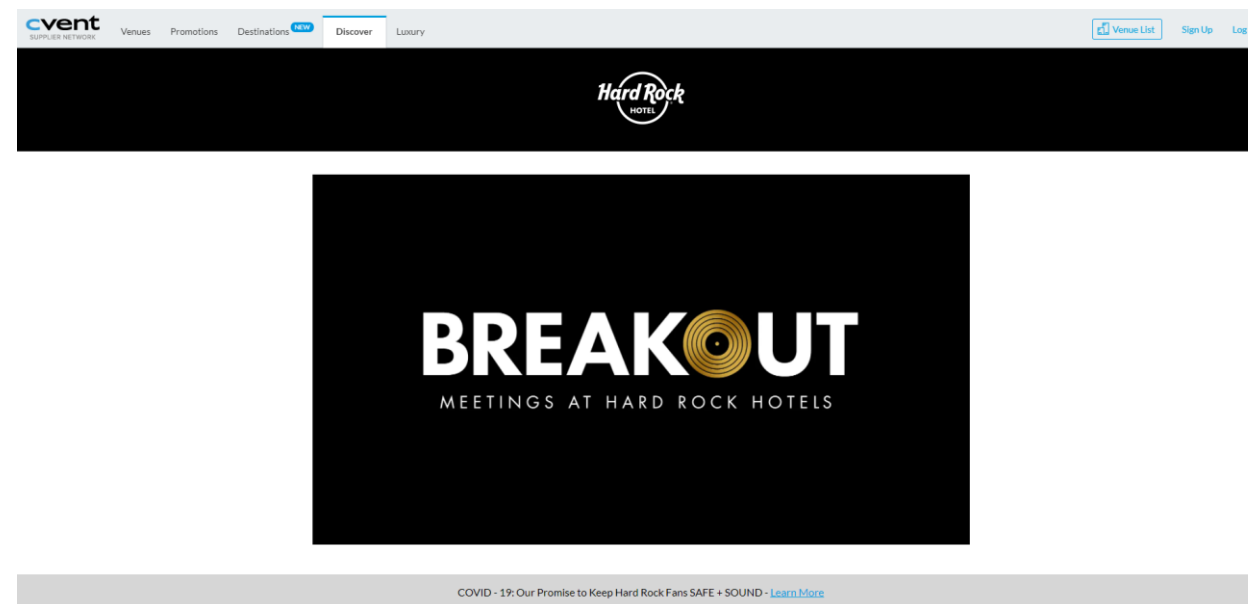 cvent
SUPPLIER NETWORK
Venues Promotions Destinations NEW Discover Luxury Venue List Sign Up Log
Hard Rock
HOTEL
BREAKOUT
MEETINGS AT HARD ROCK HOTELS
COVID - 19: Our Promise to Keep Hard Rock Fans SAFE + SOUND - Learn More